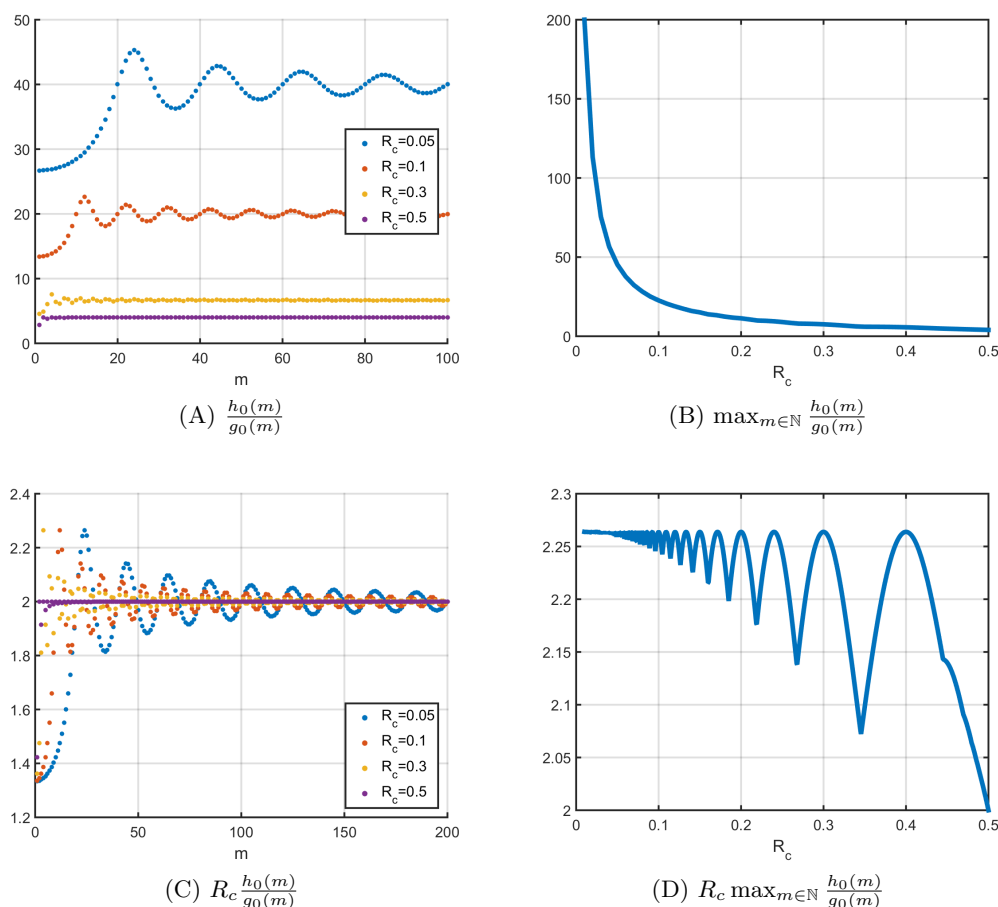 50
40
30
20
10
0
0 20 40 60 80 100
m
R_c=0.05
R_c=0.1
R_c=0.3
R_c=0.5
(A) \frac{h_0(m)}{g_0(m)}
200
150
100
50
0
0 0.1 0.2 0.3 0.4 0.5
R_c
(B) \max_{m∈ℕ} \frac{h_0(m)}{g_0(m)}
2.4
2.2
2
1.8
1.6
1.4
1.2
0 50 100 150 200
m
R_c=0.05
R_c=0.1
R_c=0.3
R_c=0.5
(C) R_c \frac{h_0(m)}{g_0(m)}
2.3
2.25
2.2
2.15
2.1
2.05
2
0 0.1 0.2 0.3 0.4 0.5
R_c
(D) R_c \max_{m∈ℕ} \frac{h_0(m)}{g_0(m)}